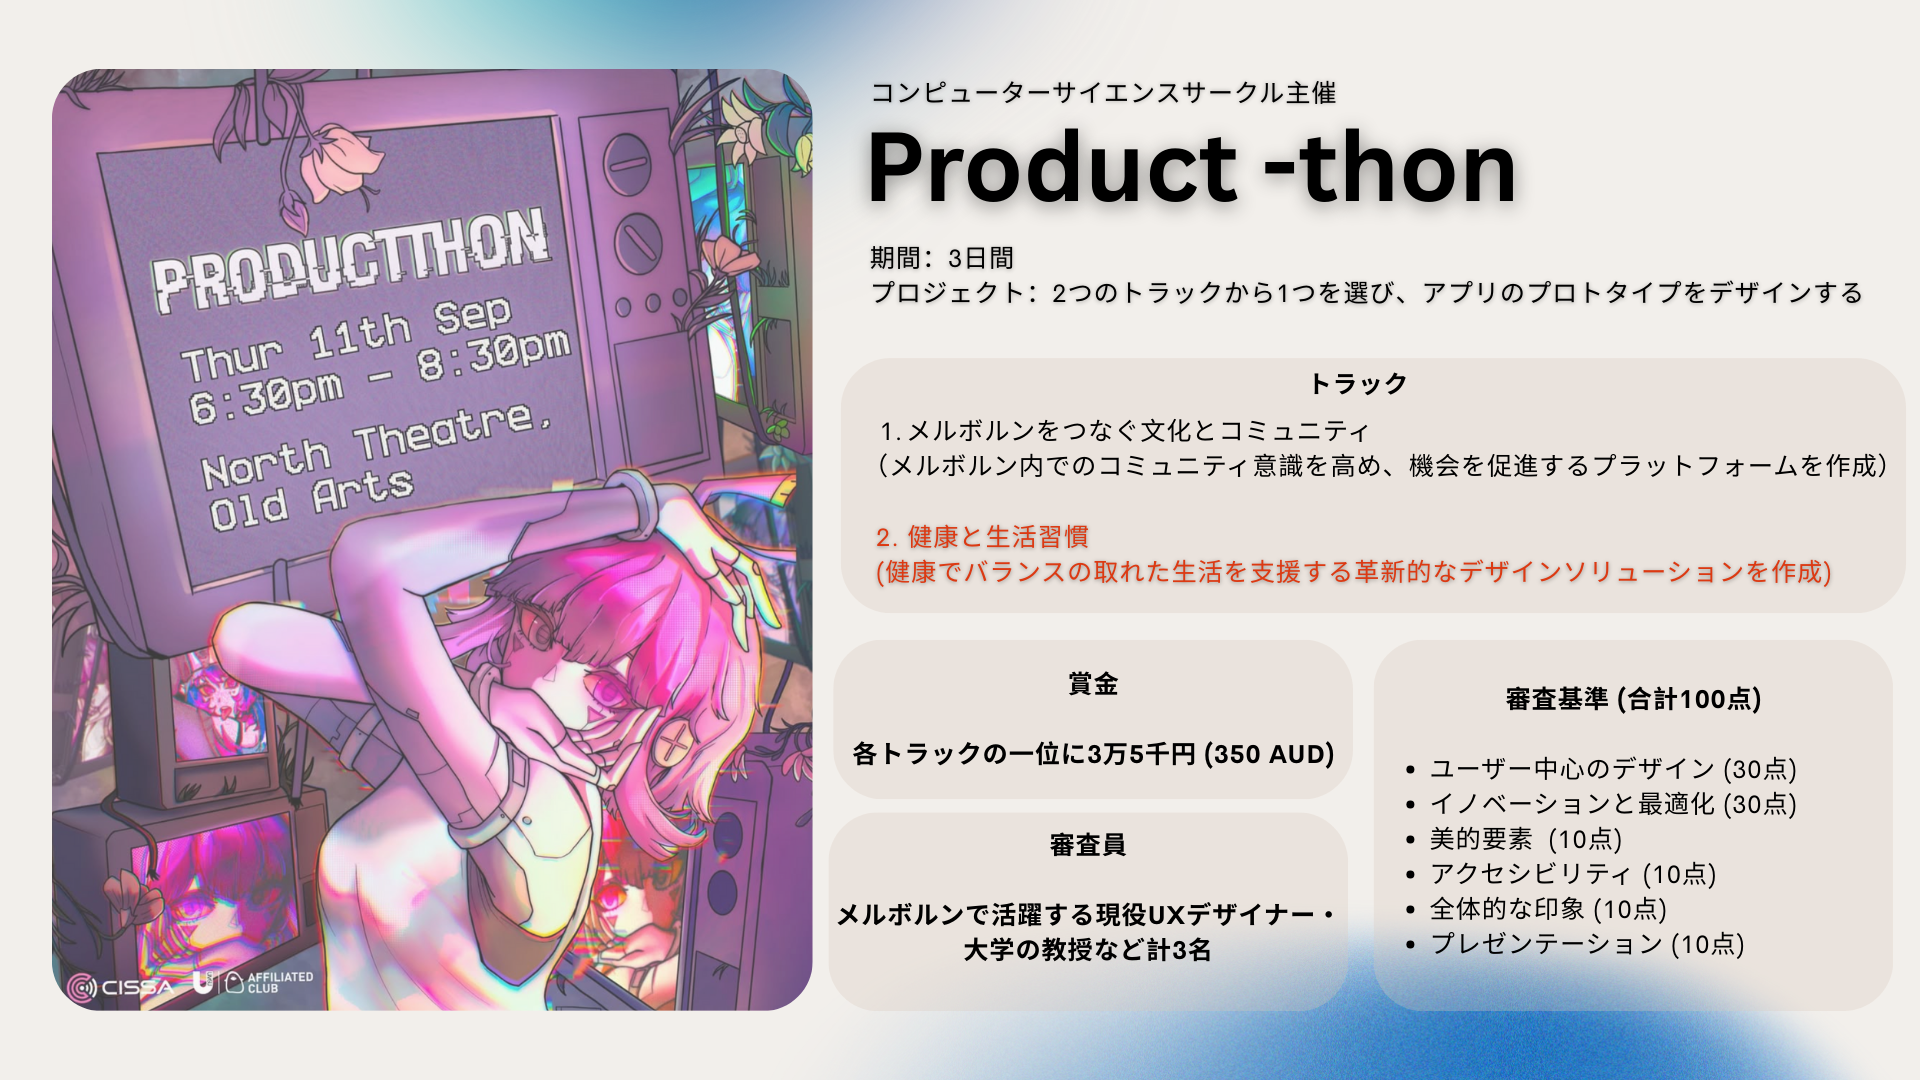 PRODUCTTHON
Thur 11th Sep
6:30pm - 8:30pm
North Theatre,
Old Arts
CISSA
AFFILIATED
CLUB
コンピューターサイエンスサークル主催
Product -thon
期間：3日間
プロジェクト：2つのトラックから1つを選び、アプリのプロトタイプをデザインする
トラック
1. メルボルンをつなぐ文化とコミュニティ
（メルボルン内でのコミュニティ意識を高め、機会を促進するプラットフォームを作成）
2. 健康と生活習慣
(健康でバランスの取れた生活を支援する革新的なデザインソリューションを作成)
賞金
各トラックの一位に3万5千円 (350 AUD)
審査員
メルボルンで活躍する現役UXデザイナー・
大学の教授など計3名
審査基準 (合計100点)
• ユーザー中心のデザイン (30点)
• イノベーションと最適化 (30点)
• 美的要素 (10点)
• アクセシビリティ (10点)
• 全体的な印象 (10点)
• プレゼンテーション (10点)